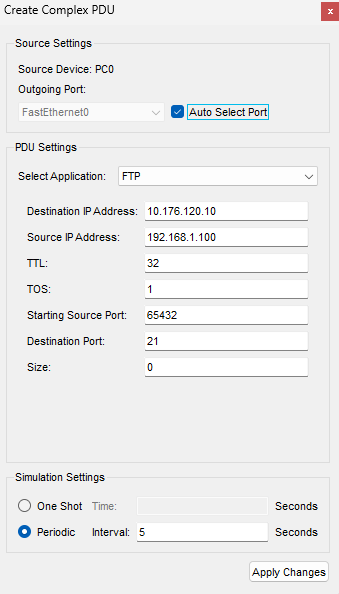 Create Complex PDU
x
Source Settings
Source Device: PC0
Outgoing Port:
FastEthernet0
Auto Select Port
PDU Settings
Select Application: FTP
Destination IP Address: 10.176.120.10
Source IP Address: 192.168.1.100
TTL: 32
TOS: 1
Starting Source Port: 65432
Destination Port: 21
Size: 0
Simulation Settings
One Shot Time: Seconds
Periodic Interval: 5 Seconds
Apply Changes